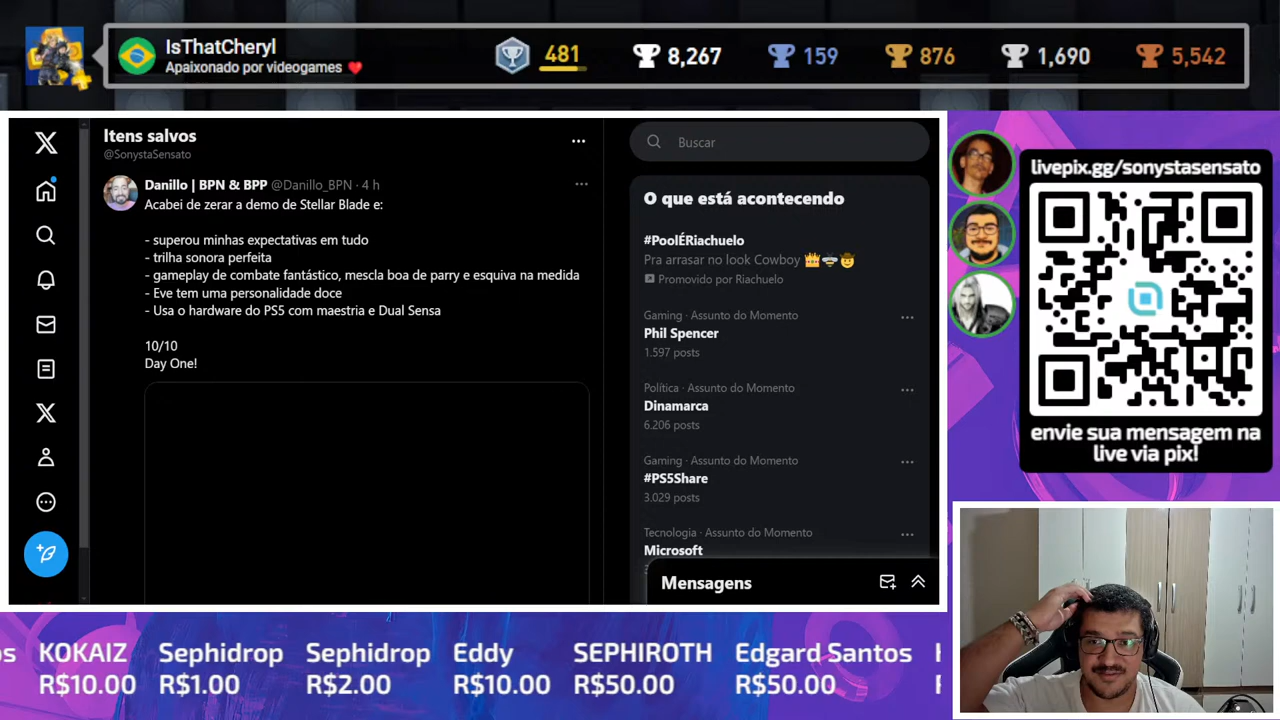 IsThatCheryl
Apaixonado por videogames ❤️
481
8,267
159
876
1,690
5,542
Itens salvos
@SonystaSensato
Danillo | BPN & BPP @Danillo_BPN · 4 h
Acabei de zerar a demo de Stellar Blade e:
- superou minhas expectativas em tudo
- trilha sonora perfeita
- gameplay de combate fantástico, mescla boa de parry e esquiva na medida
- Eve tem uma personalidade doce
- Usa o hardware do PS5 com maestria e Dual Sensa
10/10
Day One!
Buscar
O que está acontecendo
#PoolÉRiachuelo
Pra arrasar no look Cowboy 👑🐝🤠
Promovido por Riachuelo
Gaming · Assunto do Momento
Phil Spencer
1.597 posts
Política · Assunto do Momento
Dinamarca
6.206 posts
Gaming · Assunto do Momento
#PS5Share
3.029 posts
Tecnologia · Assunto do Momento
Microsoft
Mensagens
livepix.gg/sonystasensato
envie sua mensagem na
live via pix!
KOKAIZ
R$10.00
Sephidrop
R$1.00
Sephidrop
R$2.00
Eddy
R$10.00
SEPHIROTH
R$50.00
Edgard Santos
R$50.00